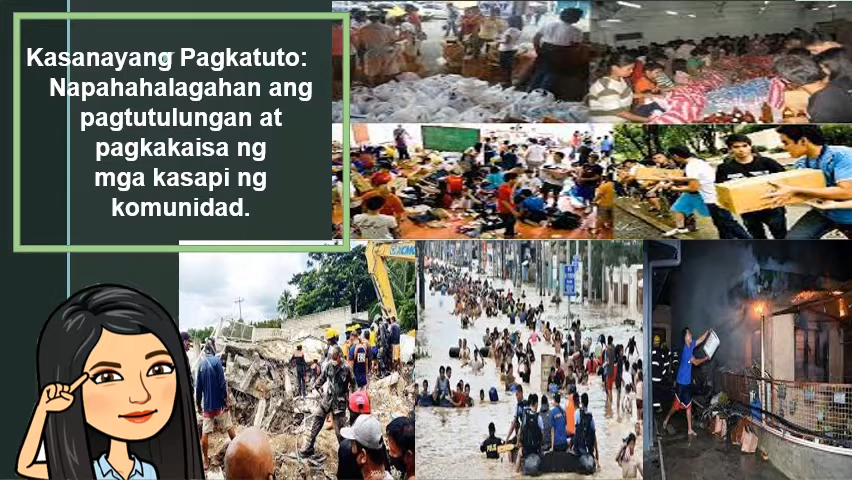 Kasanayang Pagkatuto:
Napahahalagahan ang
pagtutulungan at
pagkakaisa ng
mga kasapi ng
komunidad.